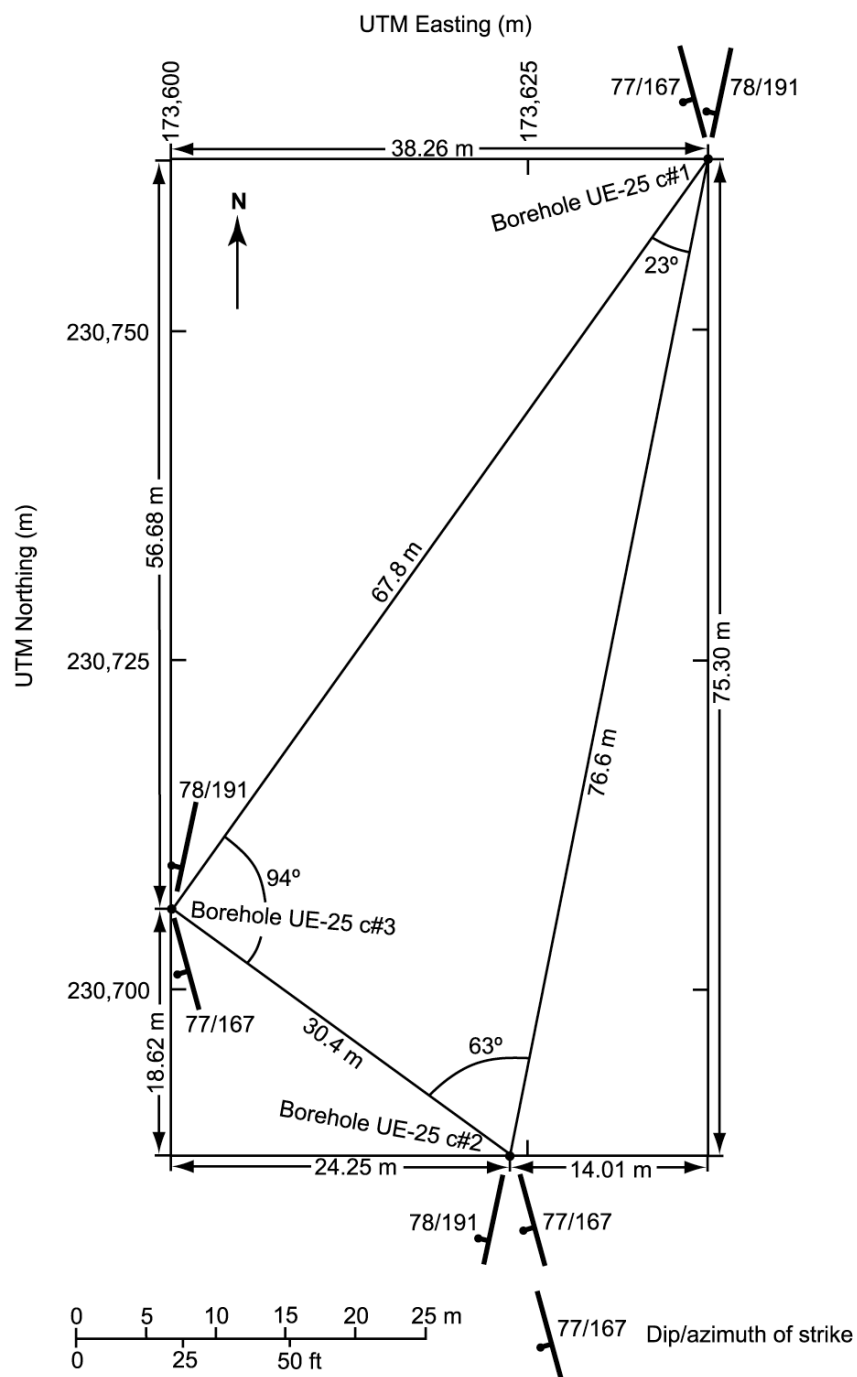 UTM Easting (m)
173,600
173,625
77/167
78/191
38.26 m
Borehole UE-25 c#1
N
23º
230,750
56.68 m
67.8 m
UTM Northing (m)
230,725
75.30 m
76.6 m
78/191
94º
Borehole UE-25 c#3
230,700
77/167
18.62 m
30.4 m
63º
Borehole UE-25 c#2
24.25 m
14.01 m
78/191
77/167
0 5 10 15 20 25 m
0 25 50 ft
77/167 Dip/azimuth of strike